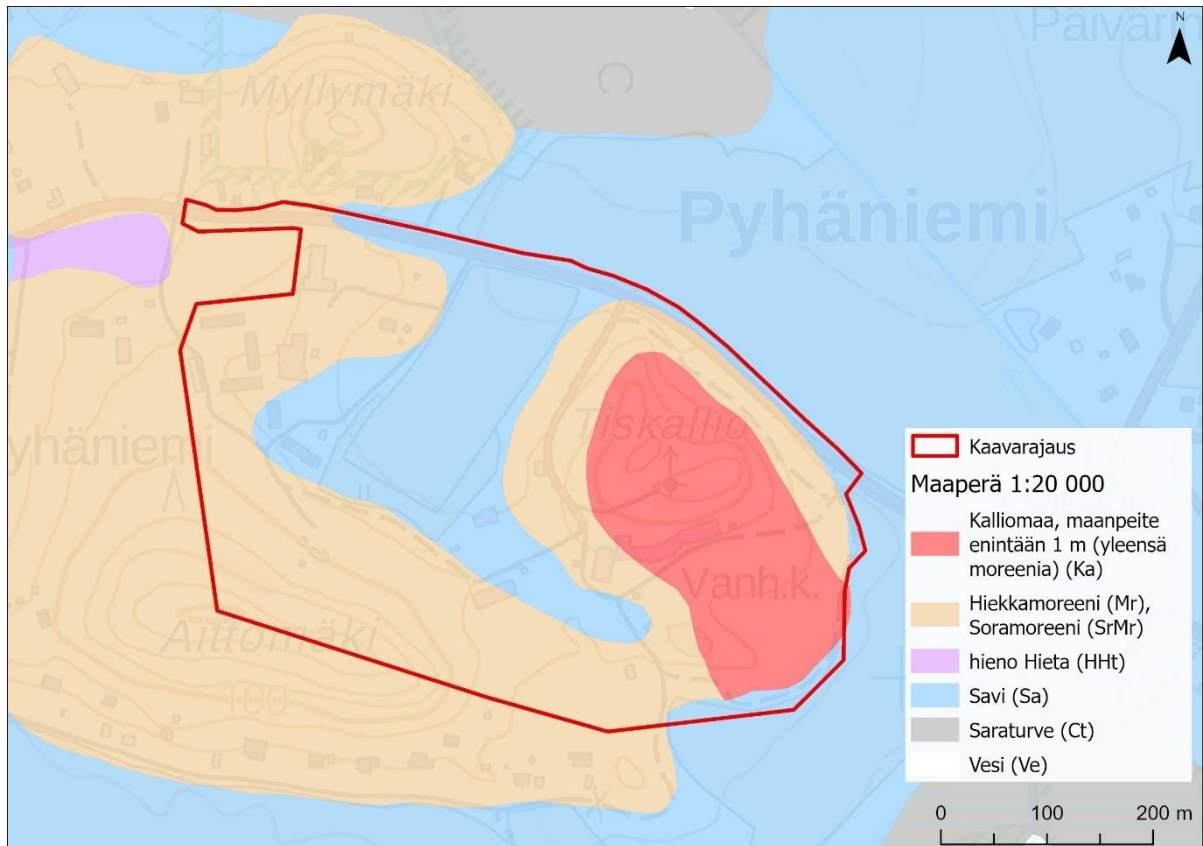 N
Päivärin
Myllymäki
Pyhäniemi
Tiskallio
yhäniemi
Vanh.k.
Aittomäki
100
Kaavarajaus
Maaperä 1:20 000
Kalliomaa, maanpeite
enintään 1 m (yleensä
moreenia) (Ka)
Hiekkamoreeni (Mr),
Soramoreeni (SrMr)
hieno Hieta (HHt)
Savi (Sa)
Saraturve (Ct)
Vesi (Ve)
0 100 200 m